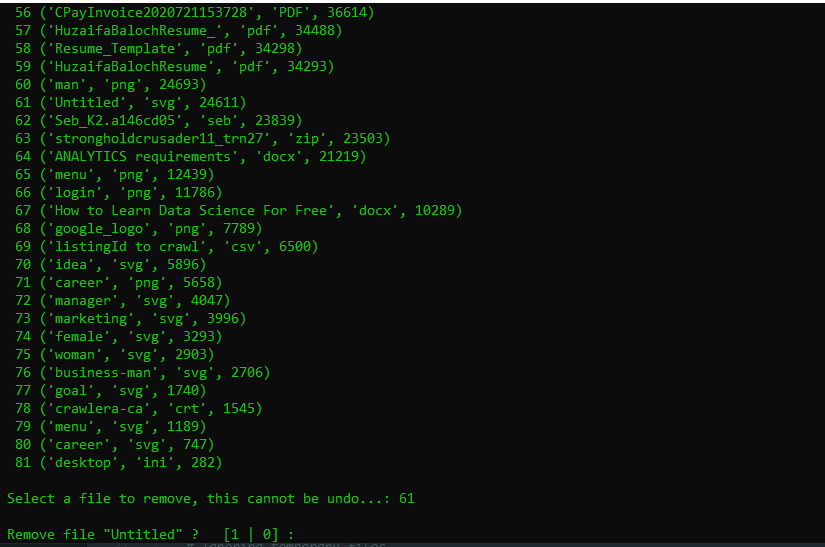 56 ('CPayInvoice2020721153728', 'PDF', 36614)
57 ('HuzaifaBalochResume_', 'pdf', 34488)
58 ('Resume_Template', 'pdf', 34298)
59 ('HuzaifaBalochResume', 'pdf', 34293)
60 ('man', 'png', 24693)
61 ('Untitled', 'svg', 24611)
62 ('Seb_K2.a146cd05', 'seb', 23839)
63 ('strongholdcrusader11_trn27', 'zip', 23503)
64 ('ANALYTICS requirements', 'docx', 21219)
65 ('menu', 'png', 12439)
66 ('login', 'png', 11786)
67 ('How to Learn Data Science For Free', 'docx', 10289)
68 ('google_logo', 'png', 7789)
69 ('listingId to crawl', 'csv', 6500)
70 ('idea', 'svg', 5896)
71 ('career', 'png', 5658)
72 ('manager', 'svg', 4047)
73 ('marketing', 'svg', 3996)
74 ('female', 'svg', 3293)
75 ('woman', 'svg', 2903)
76 ('business-man', 'svg', 2706)
77 ('goal', 'svg', 1740)
78 ('crawlera-ca', 'crt', 1545)
79 ('menu', 'svg', 1189)
80 ('career', 'svg', 747)
81 ('desktop', 'ini', 282)
Select a file to remove, this cannot be undo...: 61
Remove file "Untitled" ? [1 | 0] :